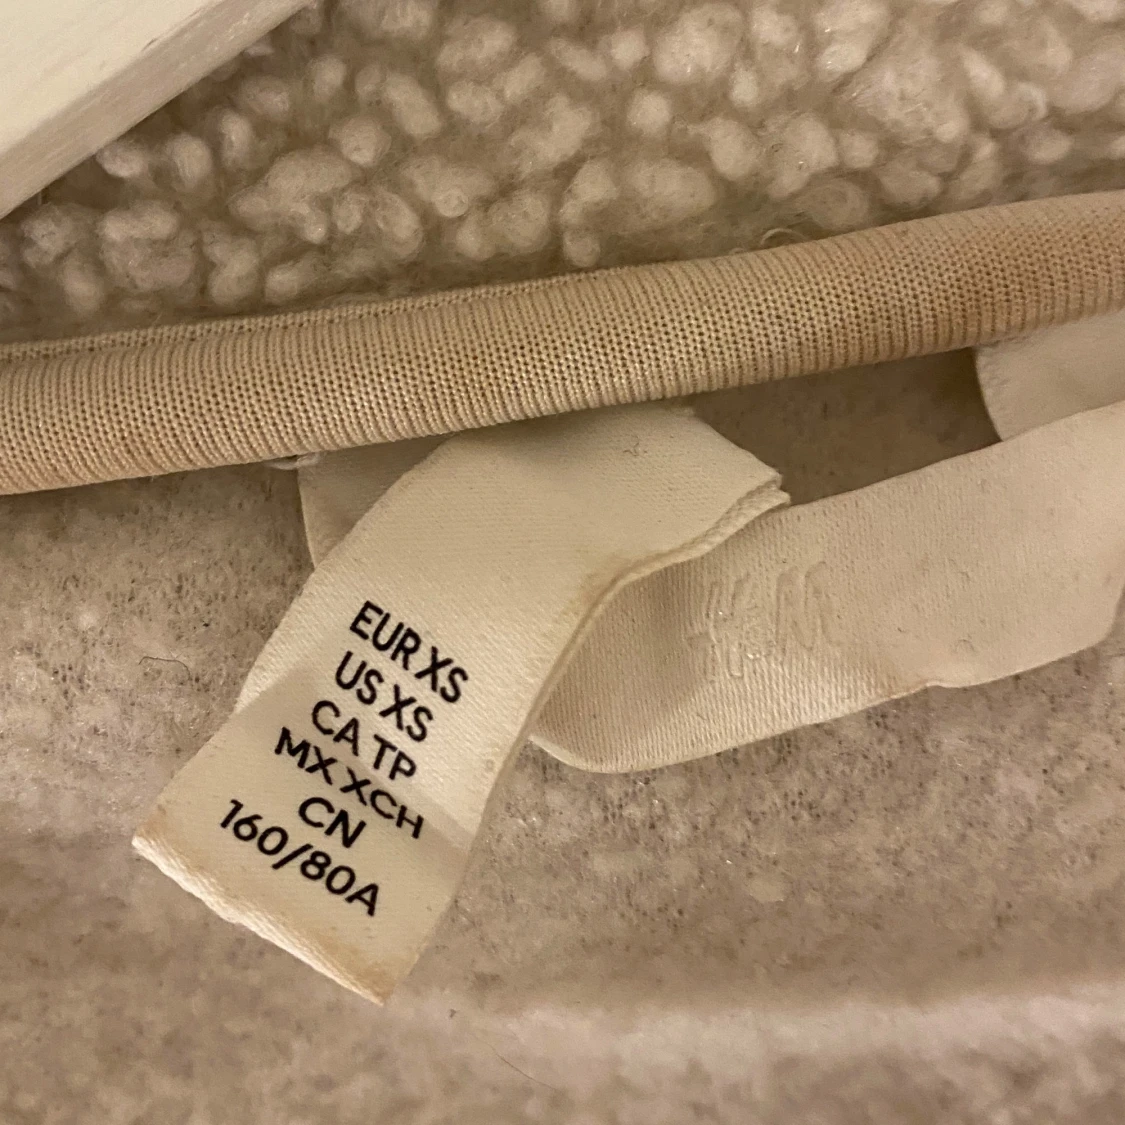 EUR XS
US XS
CA TP
MX XCH
CN
160/80A